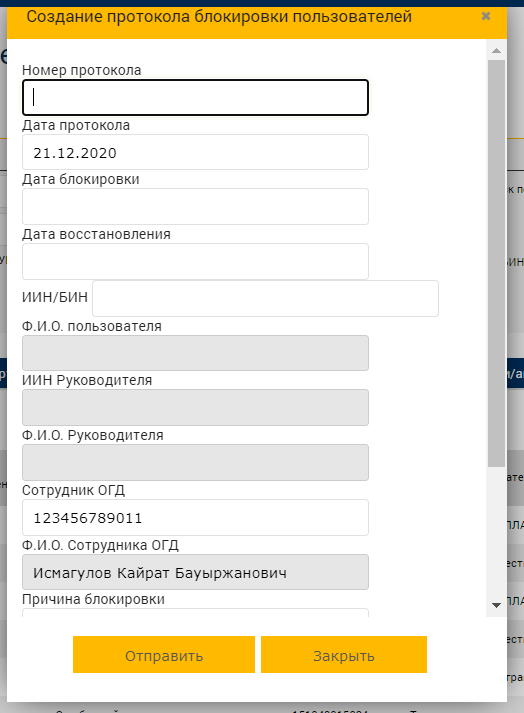 Создание протокола блокировки пользователей
Номер протокола
Дата протокола
21.12.2020
Дата блокировки
Дата восстановления
ИИН/БИН
Ф.И.О. пользователя
ИИН Руководителя
Ф.И.О. Руководителя
Сотрудник ОГД
123456789011
Ф.И.О. Сотрудника ОГД
Исмагулов Кайрат Бауыржанович
Причина блокировки
Отправить
Закрыть